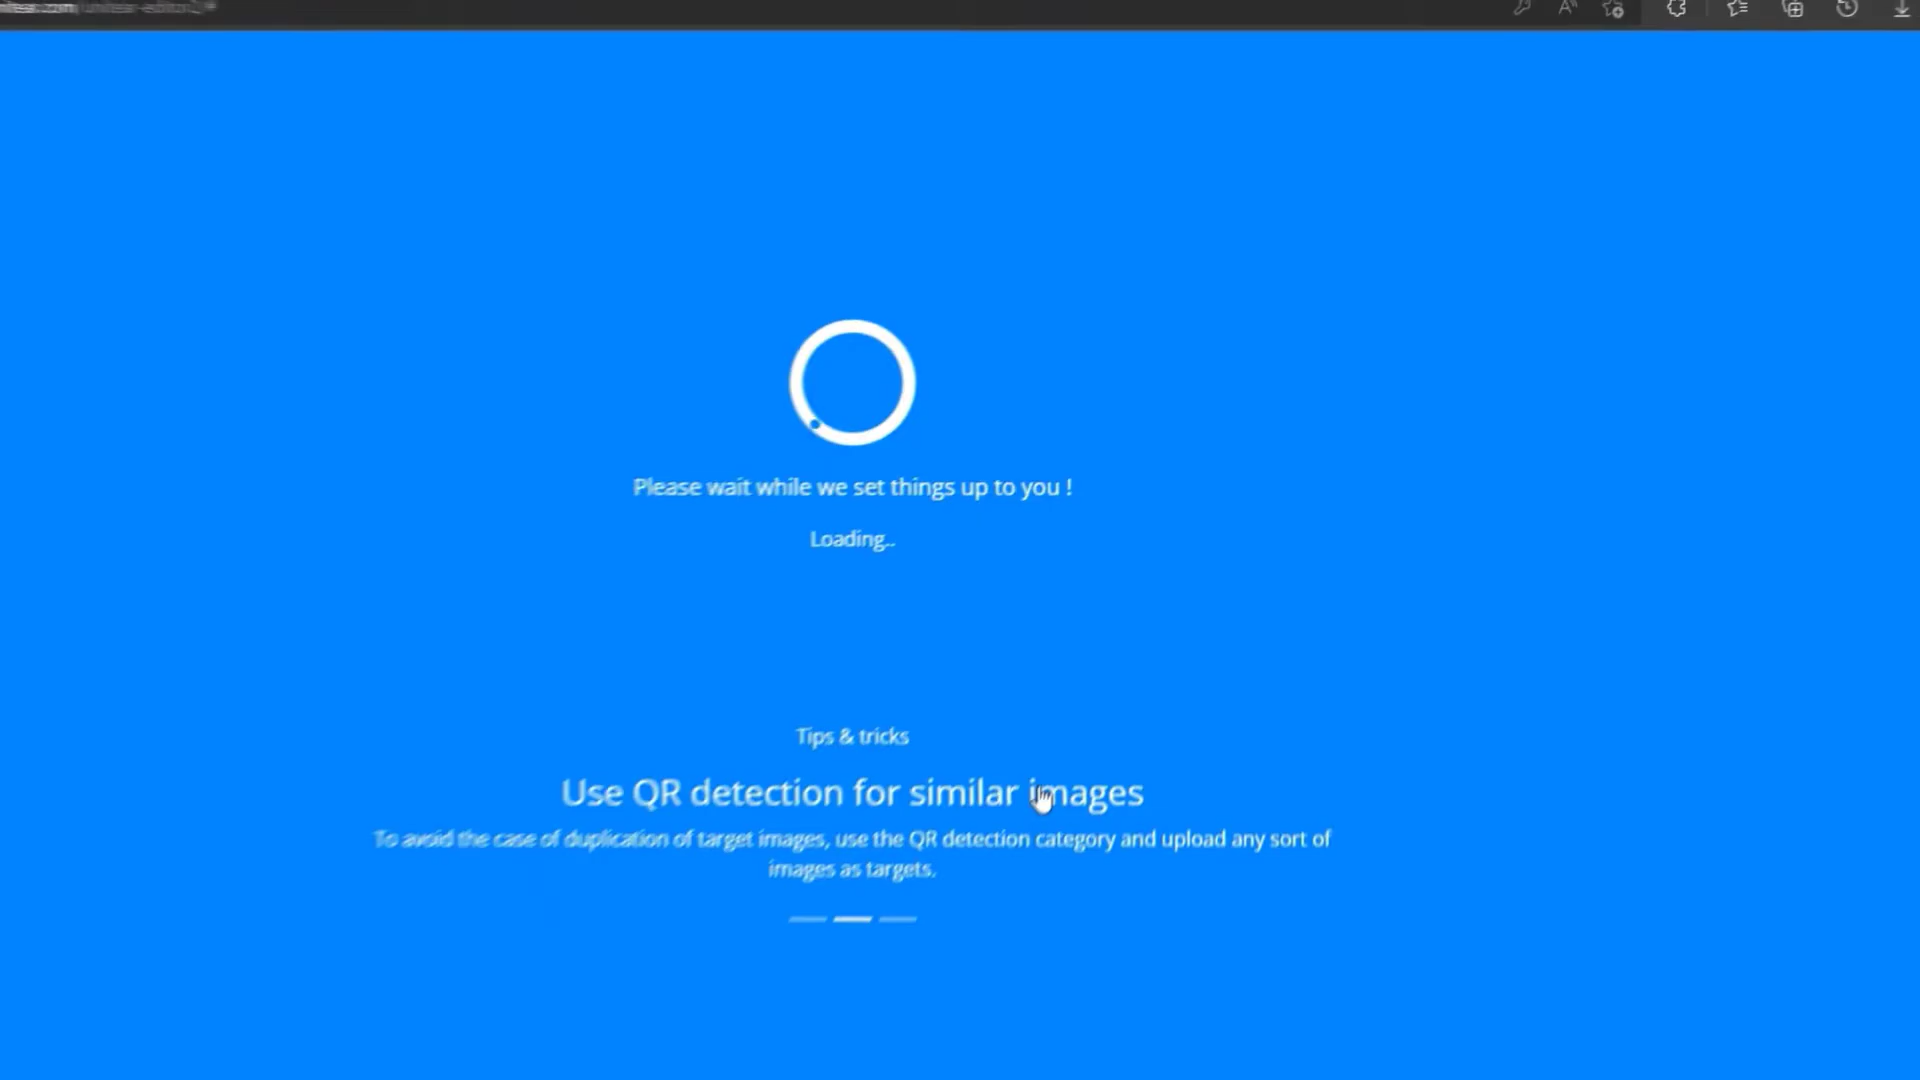 Please wait while we set things up to you !
Loading..
Tips & tricks
Use QR detection for similar images
To avoid the case of duplication of target images, use the QR detection category and upload any sort of
images as targets.